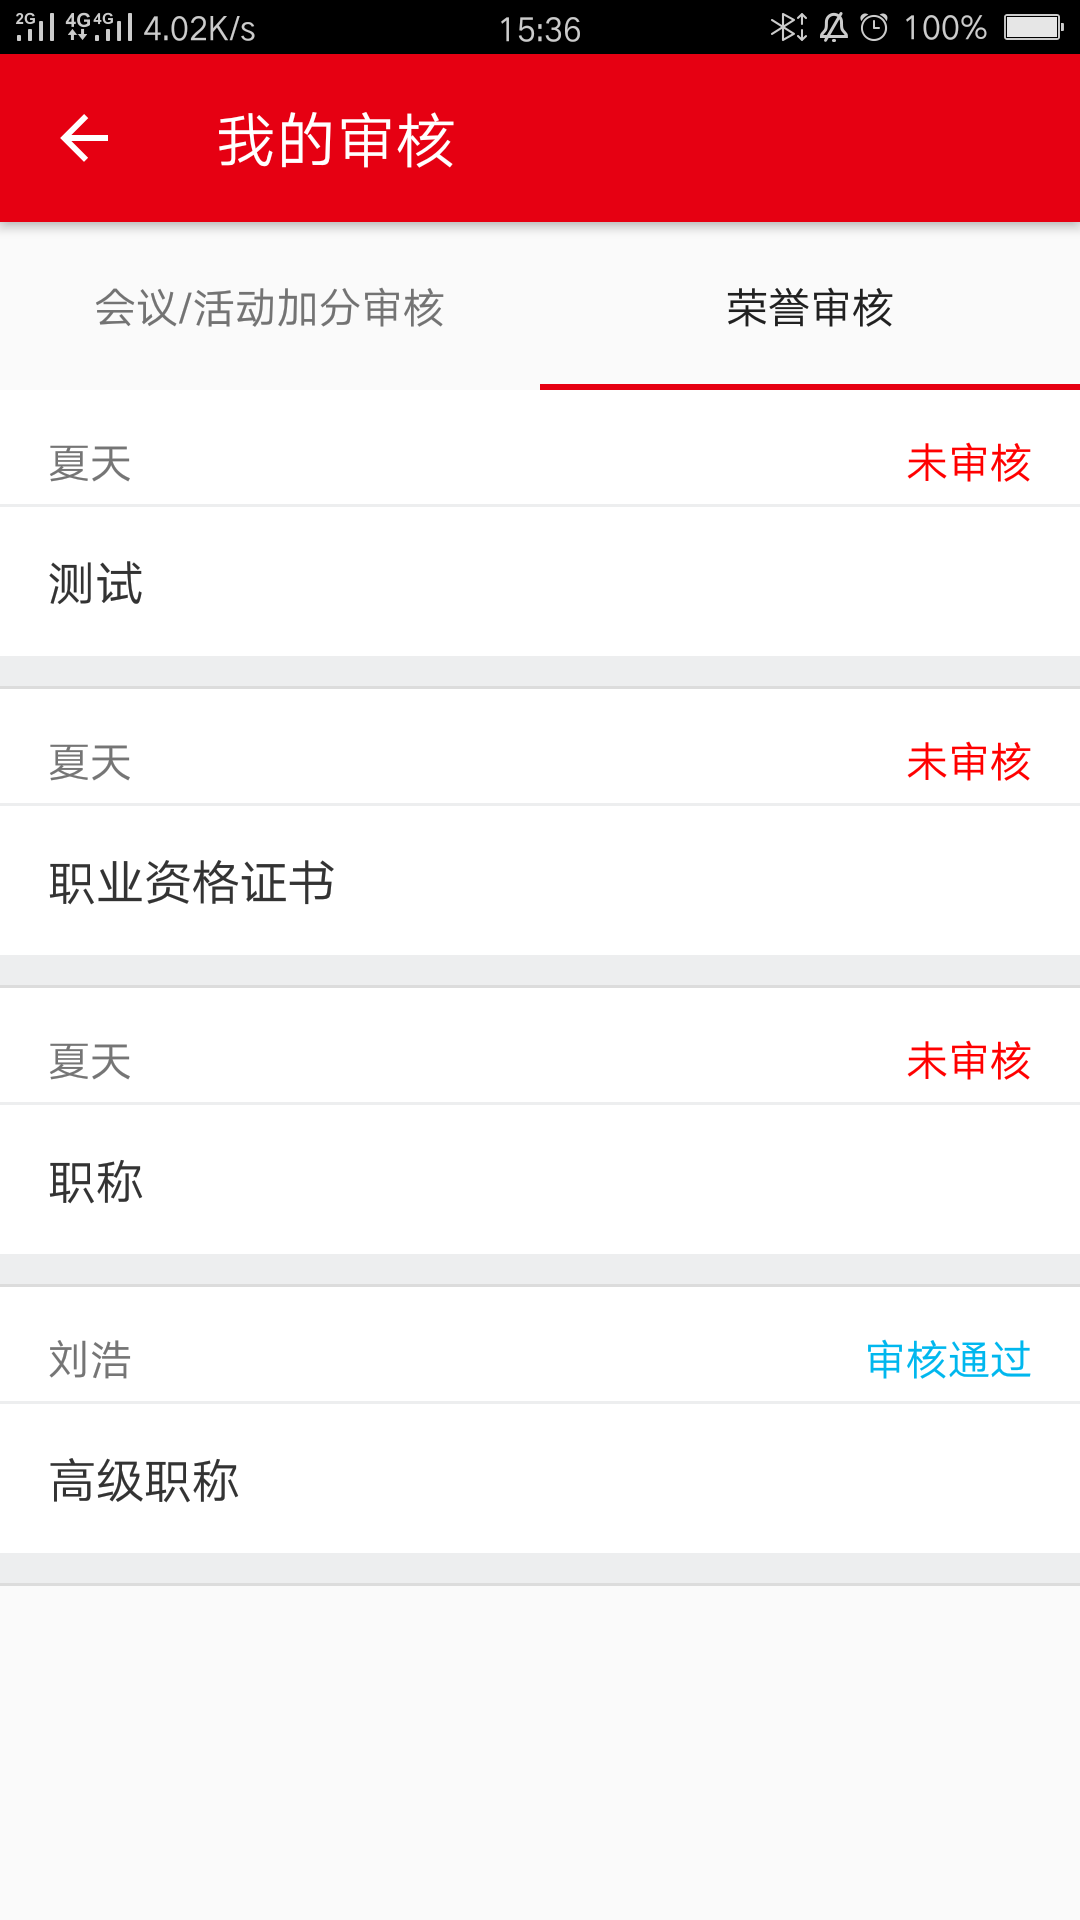 2G 4G 4G 4.02K/s 15:36 100%
我的审核
会议/活动加分审核 荣誉审核
夏天 未审核
测试
夏天 未审核
职业资格证书
夏天 未审核
职称
刘浩 审核通过
高级职称